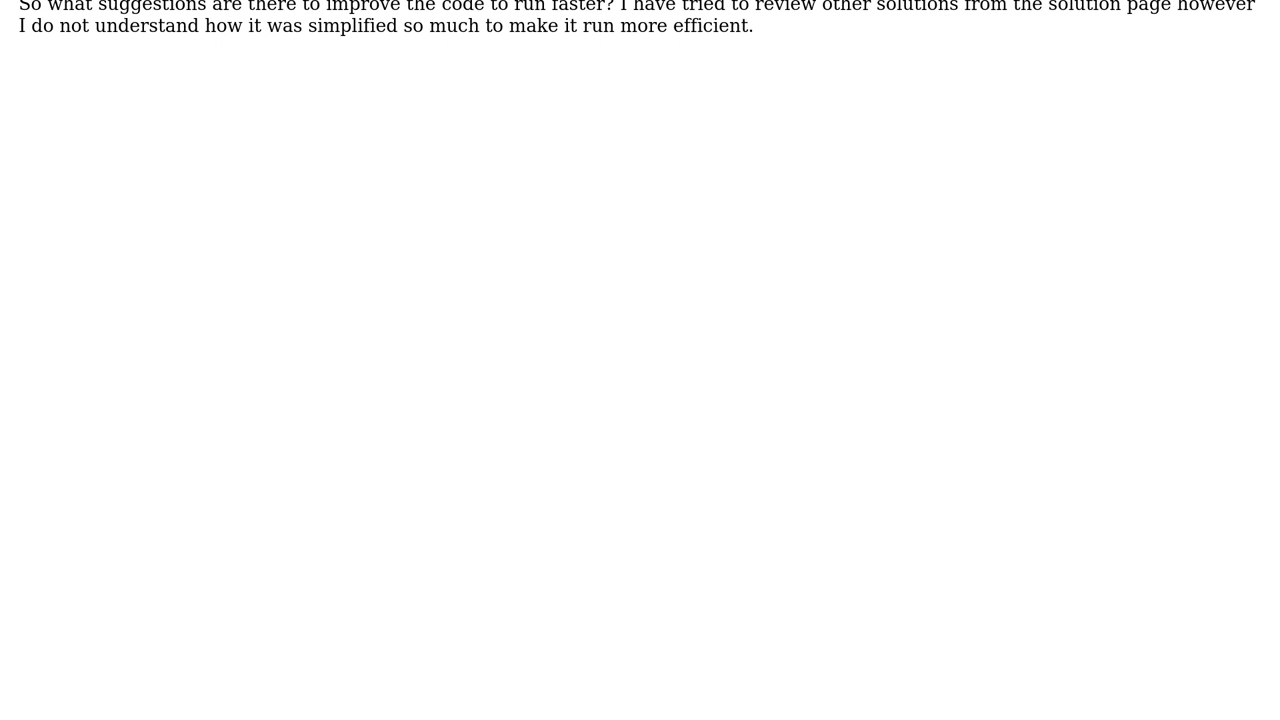 So what suggestions are there to improve the code to run faster? I have tried to review other solutions from the solution page however
I do not understand how it was simplified so much to make it run more efficient.